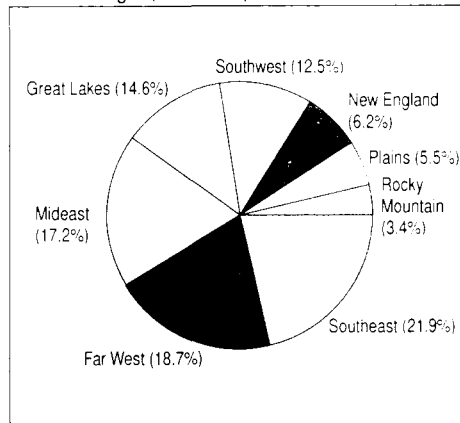 Southwest (12.5%)
Great Lakes (14.6%)
New England
(6.2%)
Plains (5.5%)
Rocky
Mountain
(3.4%)
Mideast
(17.2%)
Southeast (21.9%)
Far West (18.7%)